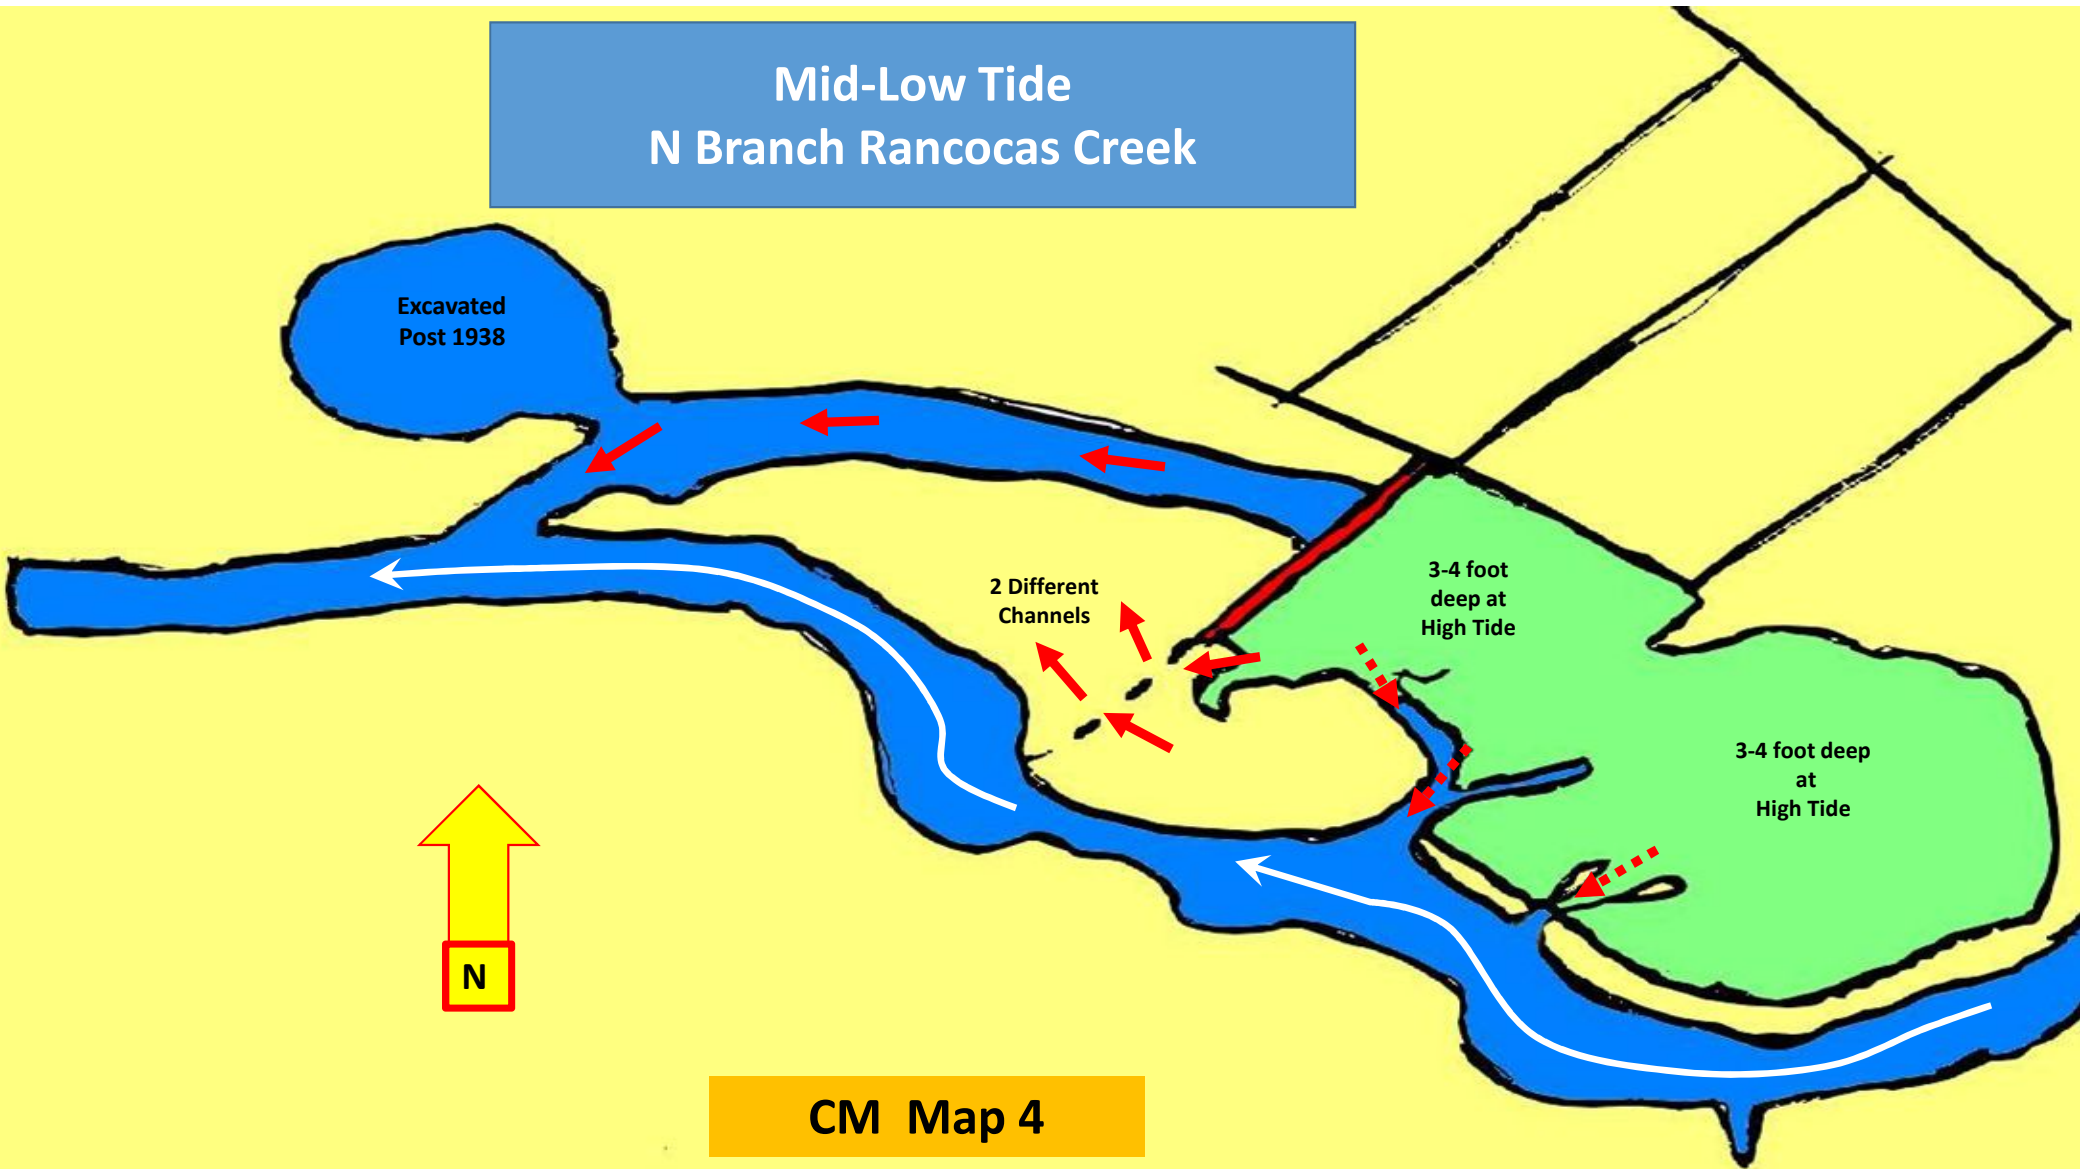 Mid-Low Tide
N Branch Rancocas Creek
Excavated
Post 1938
2 Different
Channels
3-4 foot
deep at
High Tide
3-4 foot deep
at
High Tide
N
CM  Map 4